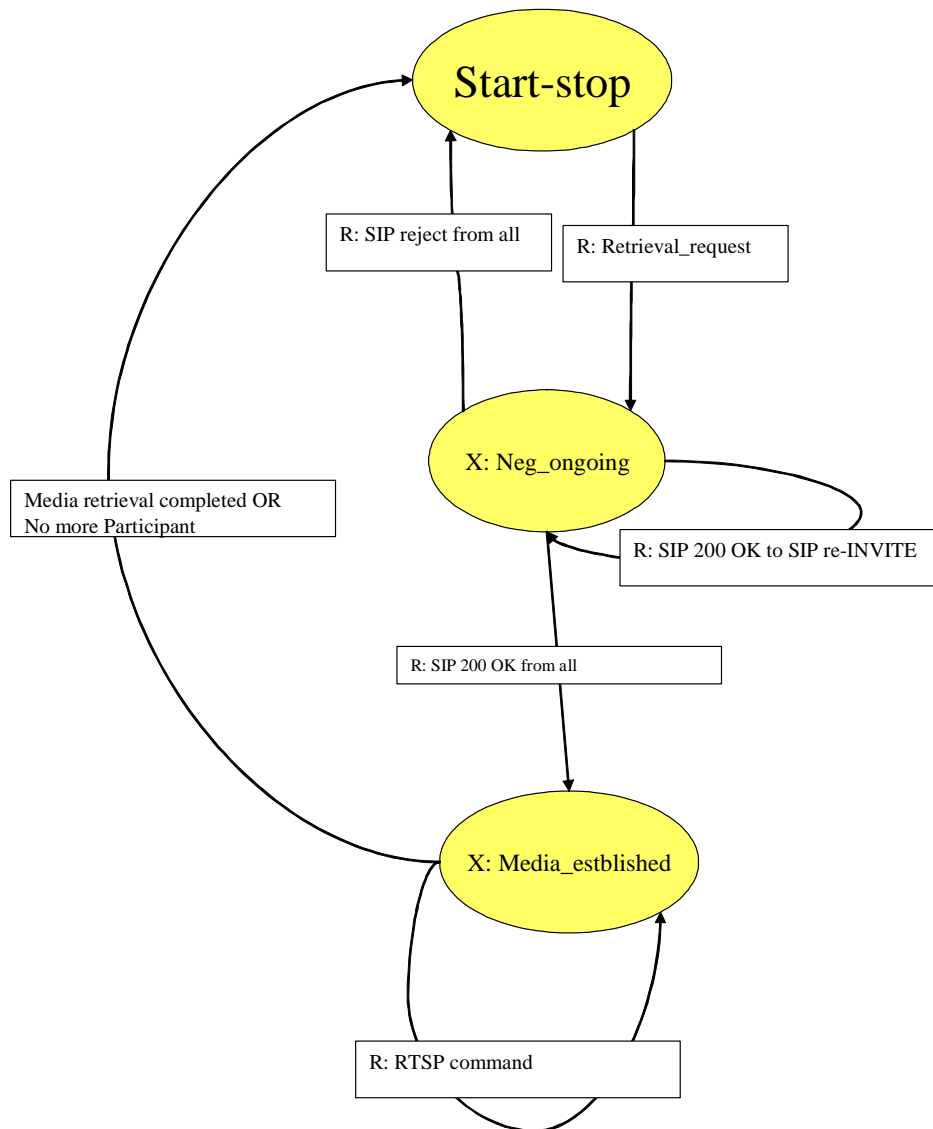 Start-stop
R: SIP reject from all
R: Retrieval_request
X: Neg_ongoing
Media retrieval completed OR
No more Participant
R: SIP 200 OK to SIP re-INVITE
R: SIP 200 OK from all
X: Media_estblished
R: RTSP command